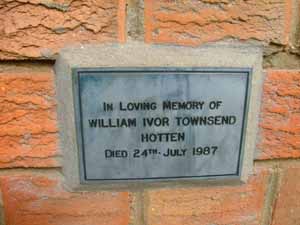 In Loving Memory of
WILLIAM IVOR TOWNSEND
HOTTEN
Died 24th. July 1987